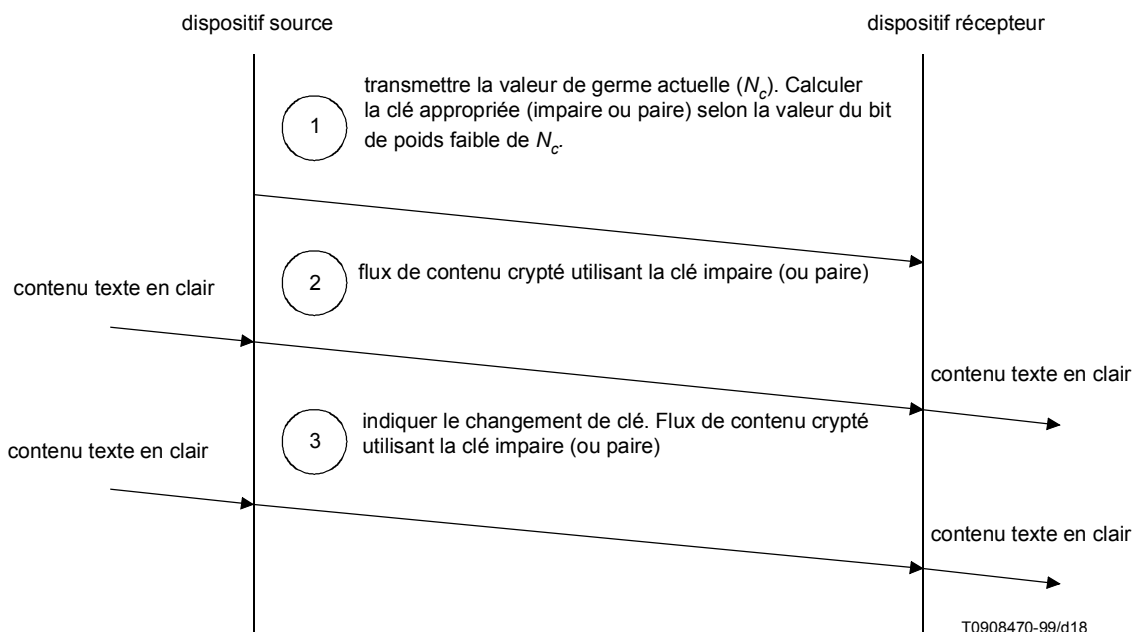 dispositif source
dispositif récepteur
1
transmettre la valeur de germe actuelle (Nc). Calculer
la clé appropriée (impaire ou paire) selon la valeur du bit
de poids faible de Nc.
2
flux de contenu crypté utilisant la clé impaire (ou paire)
contenu texte en clair
contenu texte en clair
3
indiquer le changement de clé. Flux de contenu crypté
utilisant la clé impaire (ou paire)
contenu texte en clair
contenu texte en clair
T0908470-99/d18